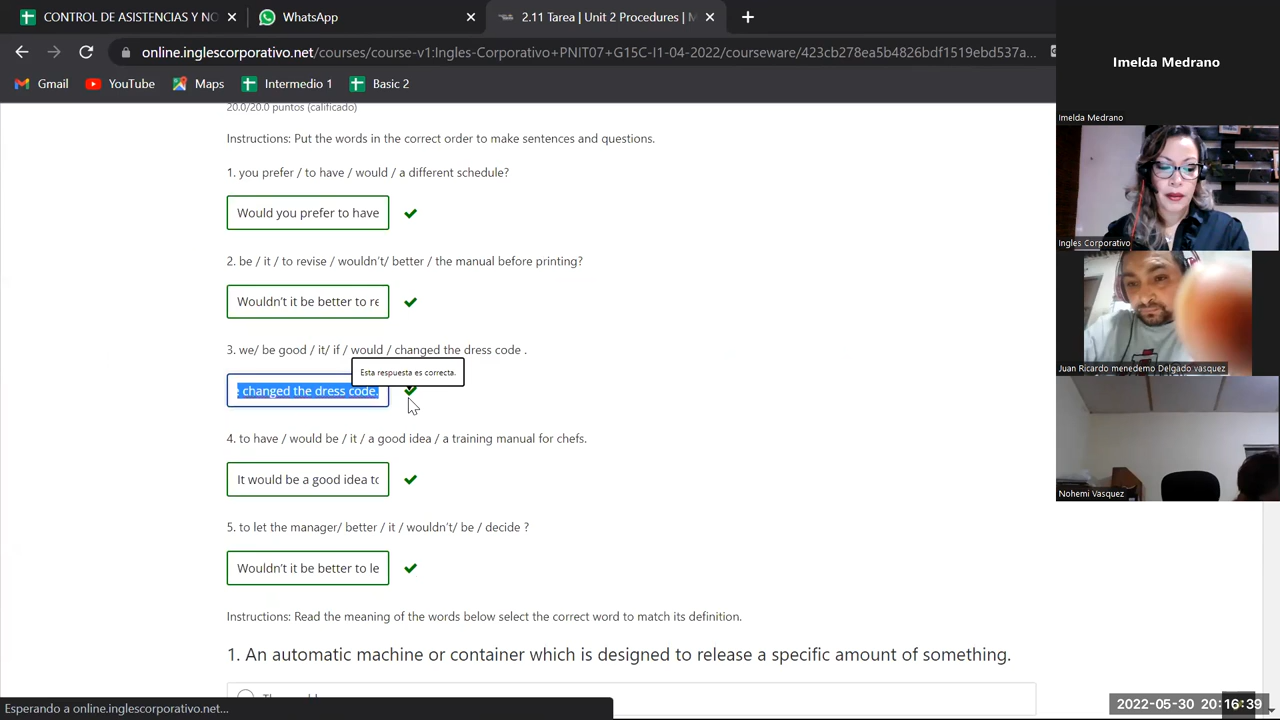 CONTROL DE ASISTENCIAS Y NO
WhatsApp
2.11 Tarea | Unit 2 Procedures | M
online.inglescorporativo.net/courses/course-v1:Ingles-Corporativo+PNIT07+G15C-I1-04-2022/courseware/423cb278ea5b4826bdf1519ebd537a...
Gmail
YouTube
Maps
Intermedio 1
Basic 2
20.0/20.0 puntos (calificado)
Instructions: Put the words in the correct order to make sentences and questions.
1. you prefer / to have / would / a different schedule?
Would you prefer to have
2. be / it / to revise / wouldn't/ better / the manual before printing?
Wouldn't it be better to re
3. we/ be good / it/ if / would / changed the dress code .
Esta respuesta es correcta.
changed the dress code.
4. to have / would be / it / a good idea / a training manual for chefs.
It would be a good idea to
5. to let the manager/ better / it / wouldn´t/ be / decide ?
Wouldn't it be better to le
Instructions: Read the meaning of the words below select the correct word to match its definition.
1. An automatic machine or container which is designed to release a specific amount of something.
Esperando a online.inglescorporativo.net...
Imelda Medrano
Imelda Medrano
Ingles Corporativo
Juan Ricardo menedemo Delgado vasquez
Nohemi Vasquez
2022-05-30 20:16:39